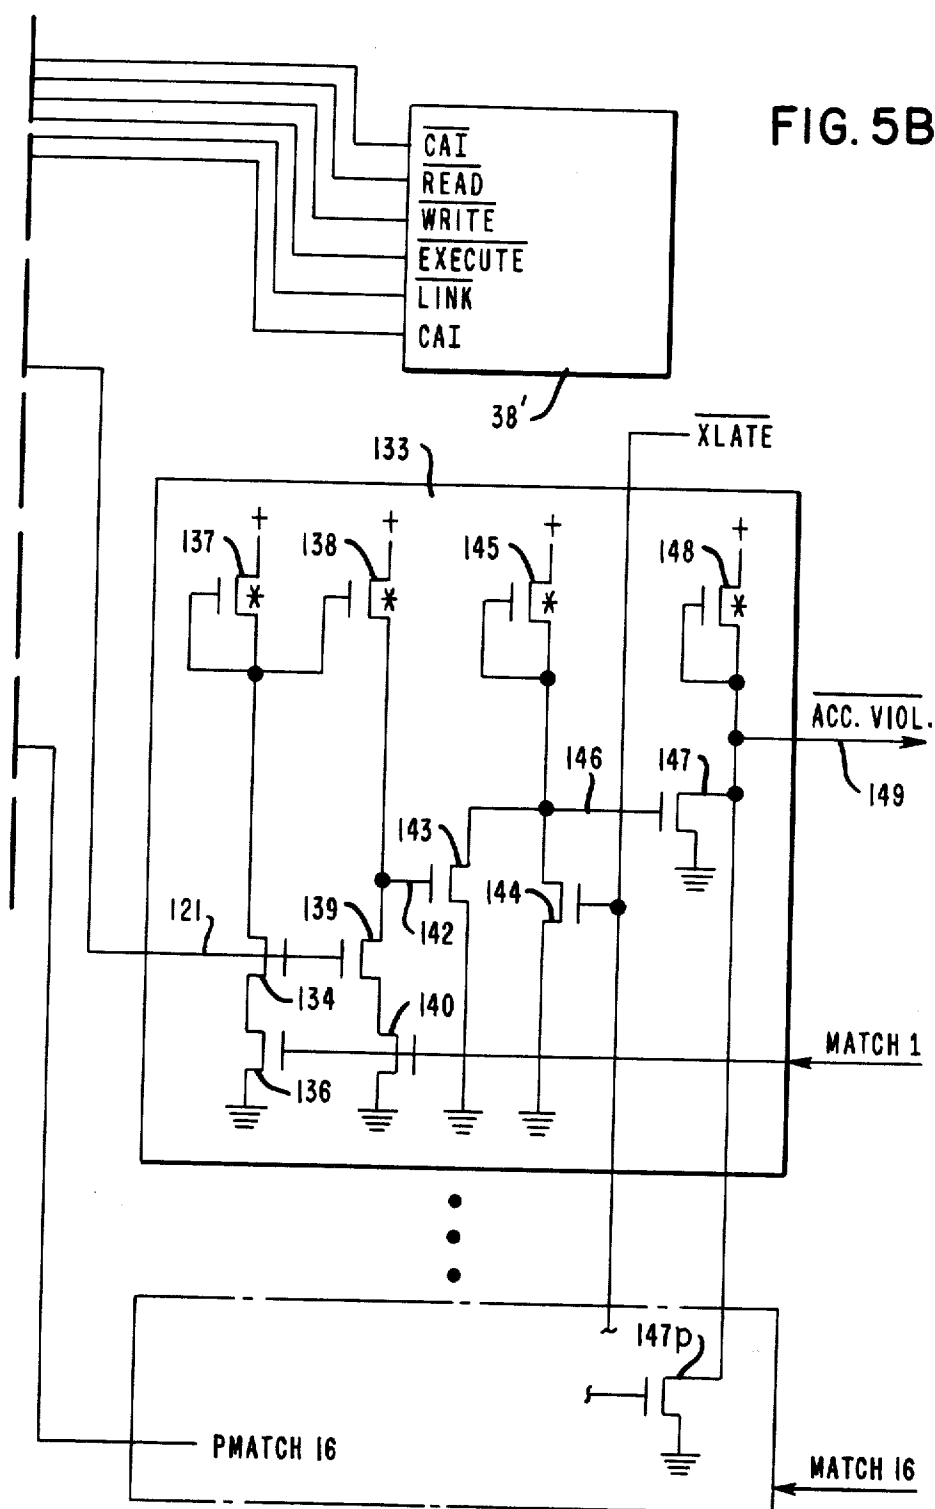 FIG. 5B
CAI
READ
WRITE
EXECUTE
LINK
CAI
38'
XLATE
133
137
138
145
148
+
+
+
+
*
*
*
*
ACC. VIOL.
146
147
149
143
144
121
139
142
134
140
MATCH 1
136
147p
PMATCH 16
MATCH 16